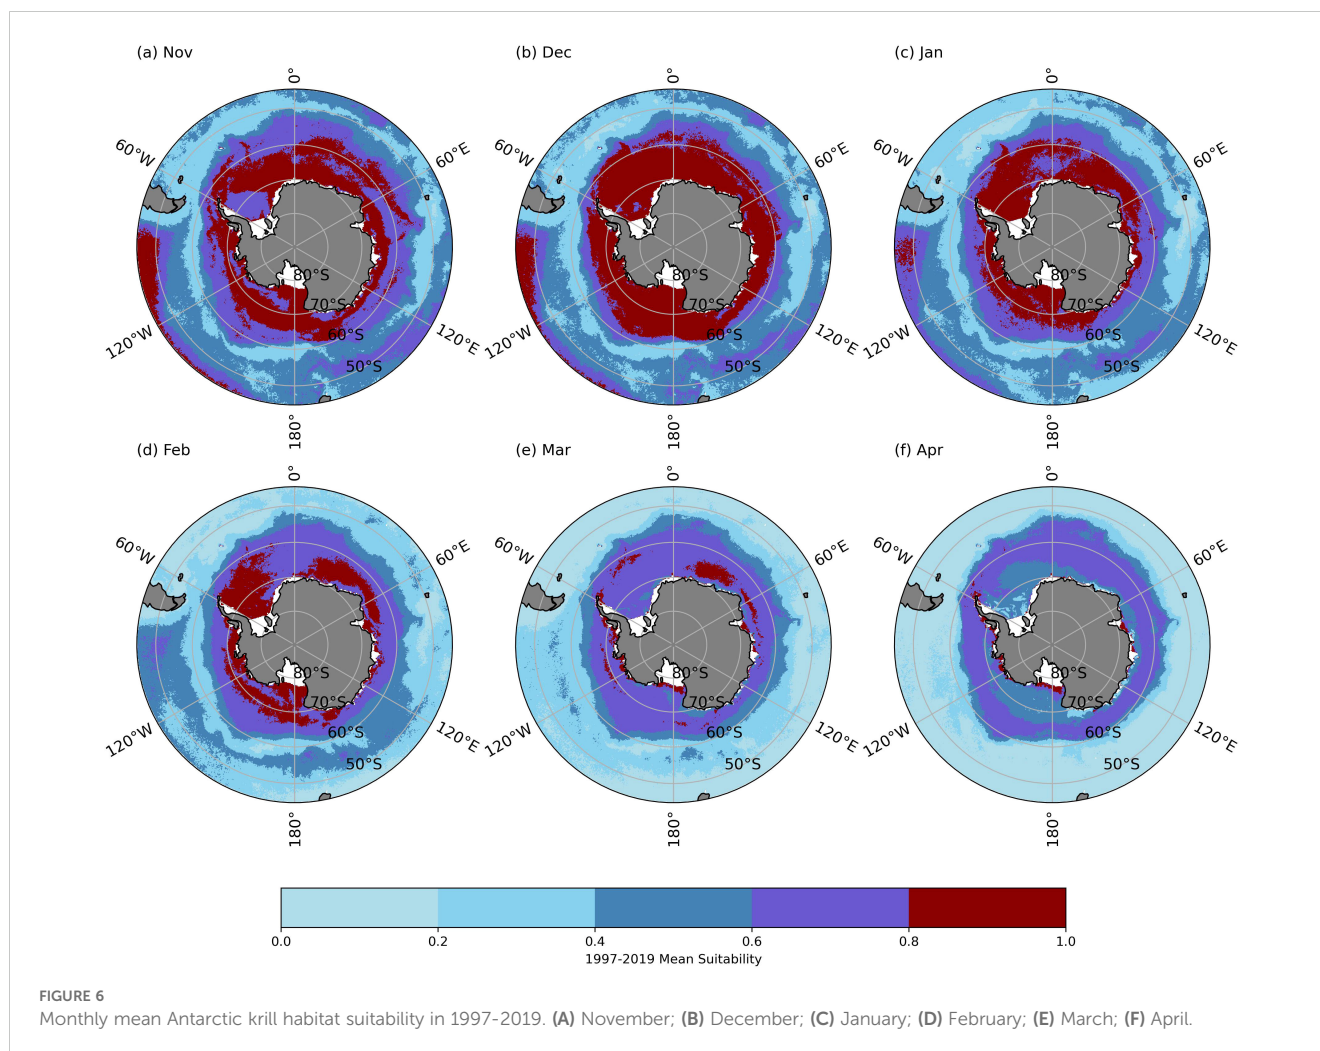 (a) Nov
(b) Dec
(c) Jan
0° 0° 0°
60°W 60°E 60°W 60°E 60°W 60°E
80°S 80°S 80°S
70°S 70°S 70°S
60°S 60°S 60°S
120°W 120°E 120°W 120°E 120°W 120°E
50°S 50°S 50°S
180° 180° 180°
(d) Feb
(e) Mar
(f) Apr
0° 0° 0°
60°W 60°E 60°W 60°E 60°W 60°E
80°S 80°S 80°S
70°S 70°S 70°S
60°S 60°S 60°S
120°W 120°E 120°W 120°E 120°W 120°E
50°S 50°S 50°S
180° 180° 180°
0.0 0.2 0.4 0.6 0.8 1.0
1997-2019 Mean Suitability
FIGURE 6
Monthly mean Antarctic krill habitat suitability in 1997-2019. (A) November; (B) December; (C) January; (D) February; (E) March; (F) April.